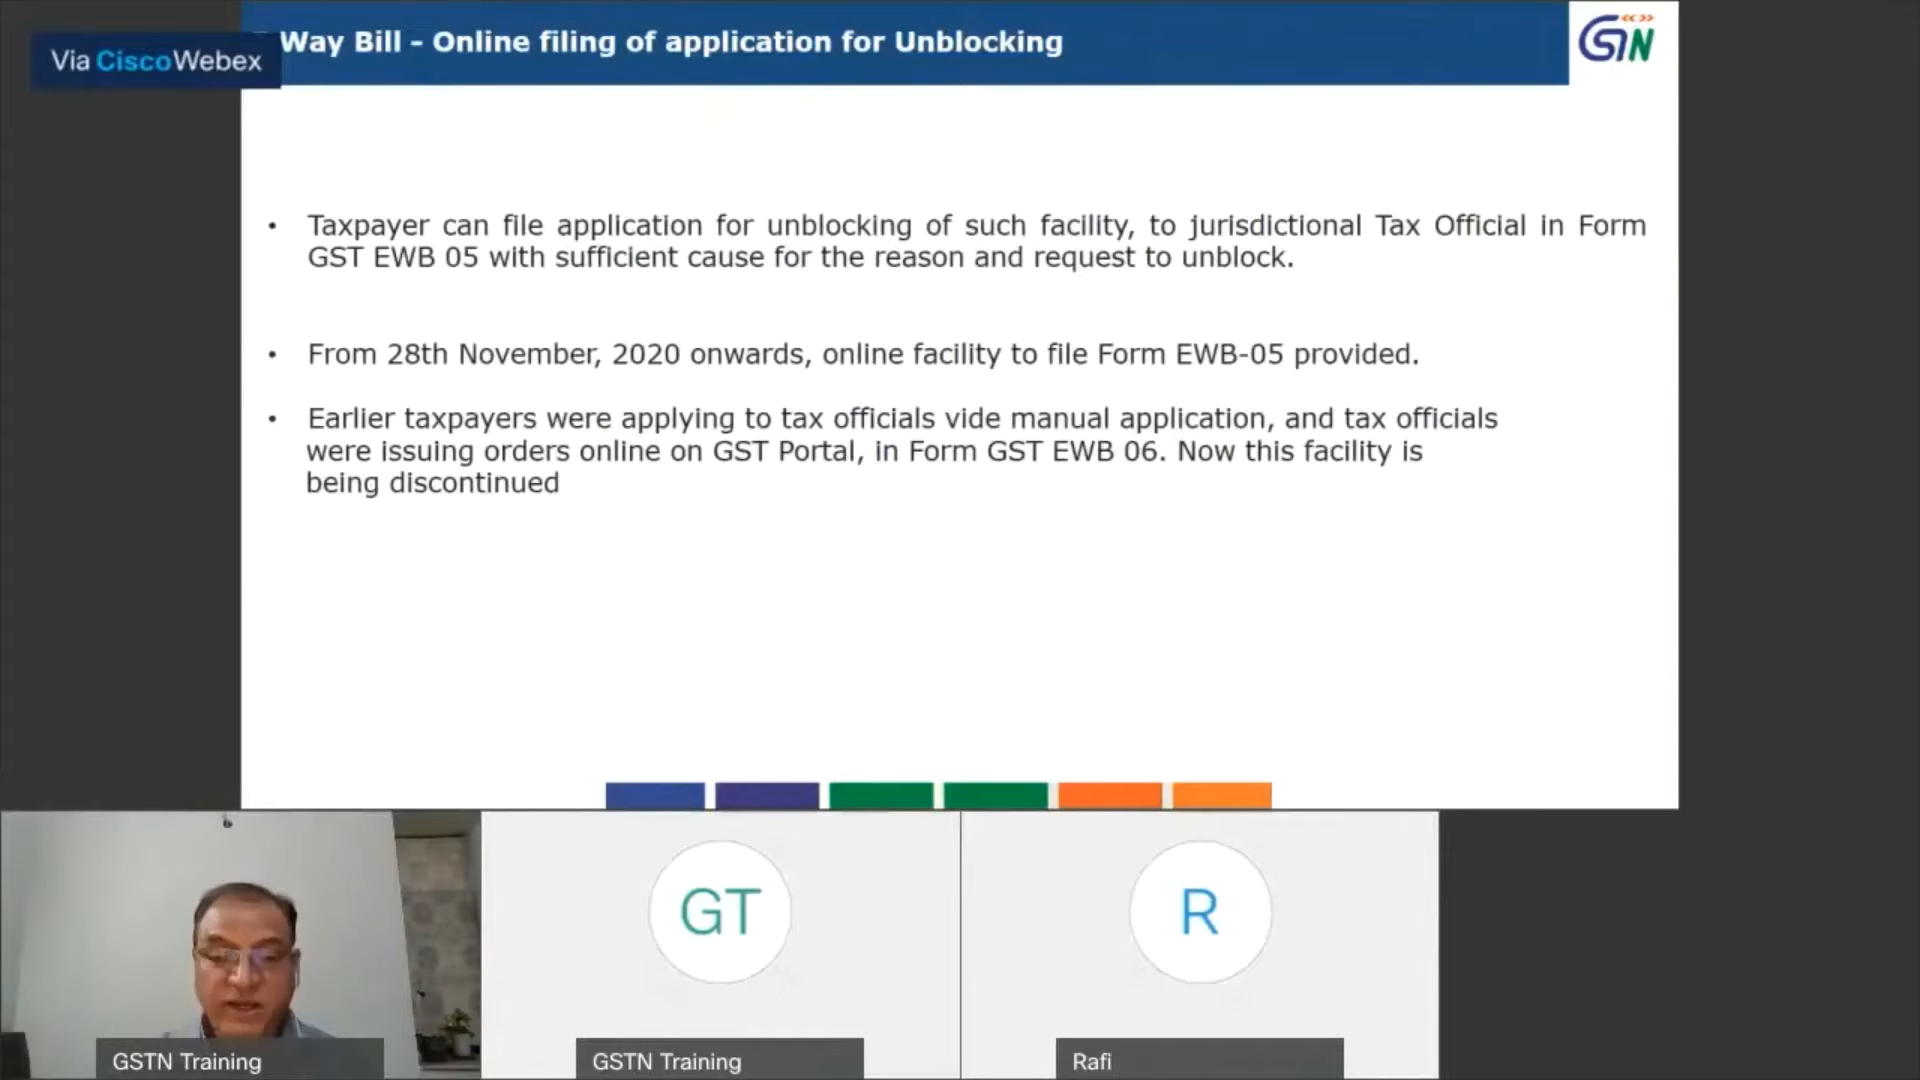 Via CiscoWebex
Way Bill – Online filing of application for Unblocking
GSTN
• Taxpayer can file application for unblocking of such facility, to jurisdictional Tax Official in Form
GST EWB 05 with sufficient cause for the reason and request to unblock.
• From 28th November, 2020 onwards, online facility to file Form EWB-05 provided.
• Earlier taxpayers were applying to tax officials vide manual application, and tax officials
were issuing orders online on GST Portal, in Form GST EWB 06. Now this facility is
being discontinued
GT
R
GSTN Training
GSTN Training
Rafi